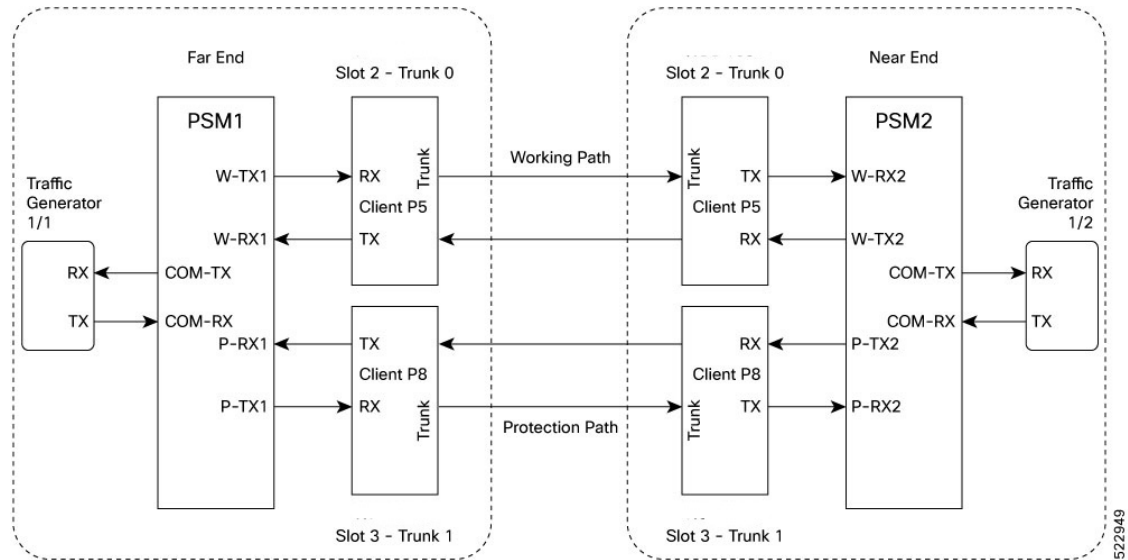 Far End
Slot 2 - Trunk 0
Slot 2 - Trunk 0
Near End
PSM1
PSM2
Working Path
W-TX1
RX
Trunk
Trunk
TX
W-RX2
Client P5
Client P5
W-RX1
TX
RX
W-TX2
Traffic
Generator
1/1
Traffic
Generator
1/2
RX
COM-TX
COM-TX
RX
TX
COM-RX
COM-RX
TX
P-RX1
TX
RX
P-TX2
Client P8
Client P8
P-TX1
RX
Trunk
Trunk
TX
P-RX2
Protection Path
Slot 3 - Trunk 1
Slot 3 - Trunk 1
522949